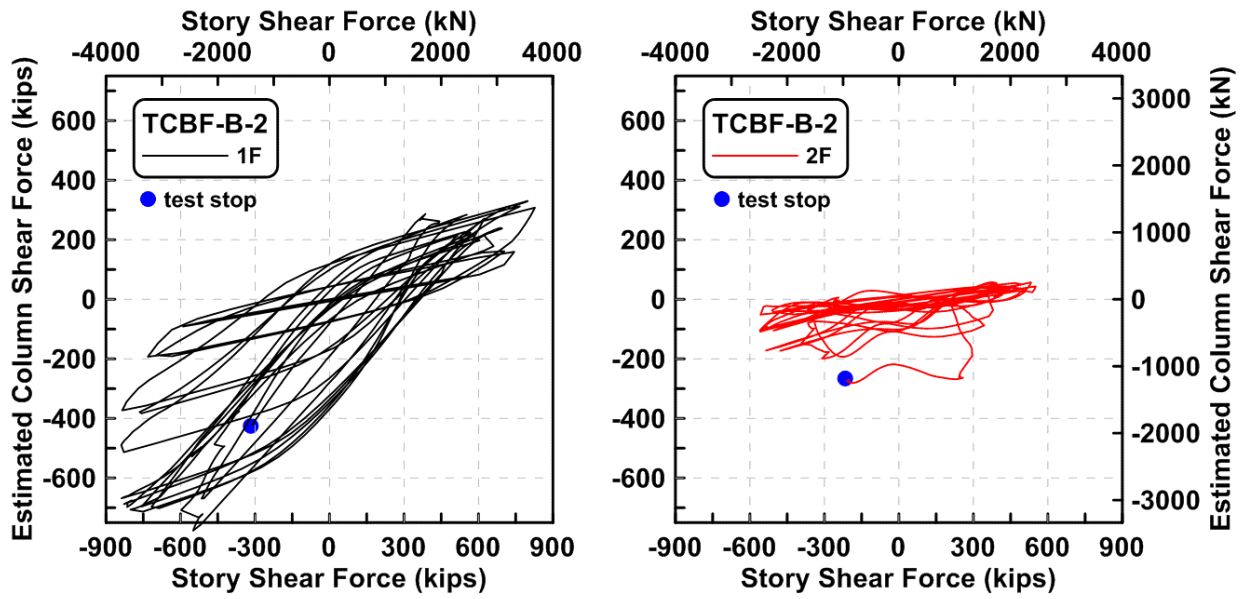 Story Shear Force (kN)
-4000 -2000 0 2000 4000
Estimated Column Shear Force (kips)
600
400
200
0
-200
-400
-600
TCBF-B-2
1F
test stop
-900 -600 -300 0 300 600 900
Story Shear Force (kips)
Story Shear Force (kN)
-4000 -2000 0 2000 4000
600
400
200
0
-200
-400
-600
TCBF-B-2
2F
test stop
3000
2000
1000
0
-1000
-2000
-3000
Estimated Column Shear Force (kN)
-900 -600 -300 0 300 600 900
Story Shear Force (kips)